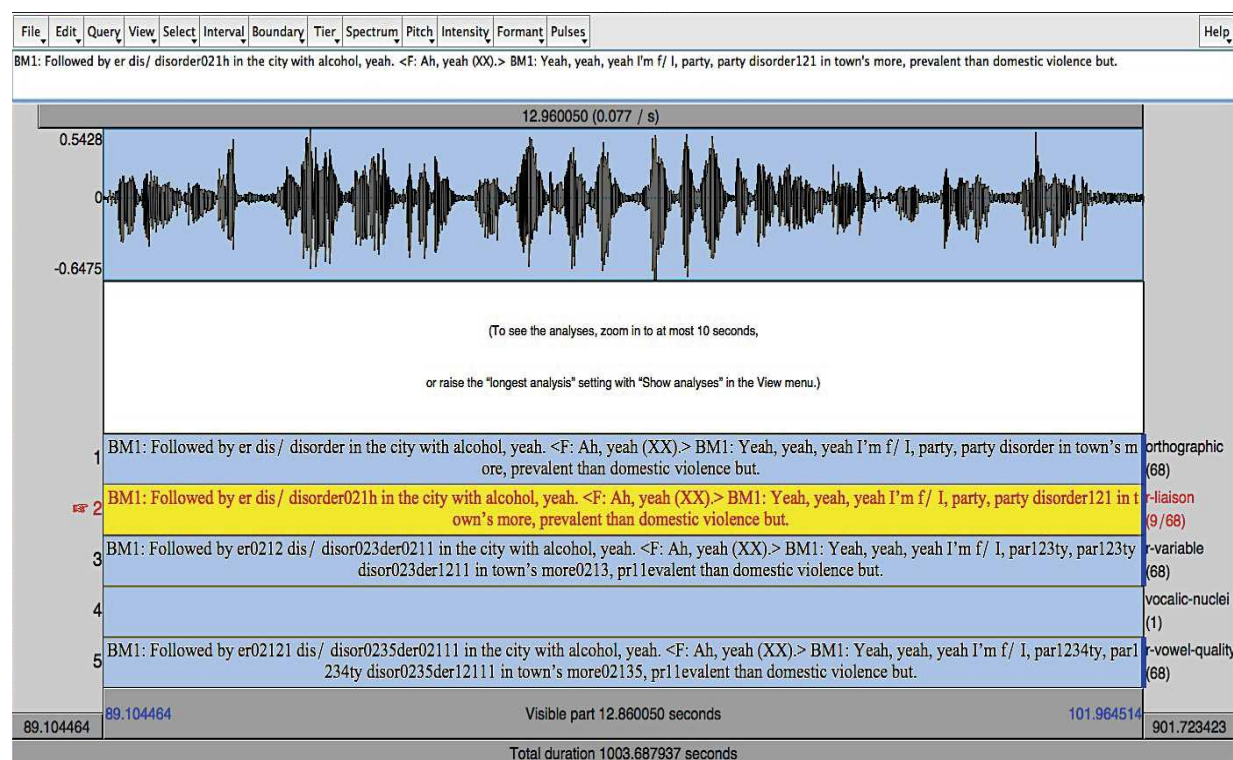 File Edit Query View Select Interval Boundary Tier Spectrum Pitch Intensity Formant Pulses Help
BM1: Followed by er dis/ disorder021h in the city with alcohol, yeah. <F: Ah, yeah (XX).> BM1: Yeah, yeah, yeah I'm f/ I, party, party disorder121 in town's more, prevalent than domestic violence but.
12.960050 (0.077 / s)
0.5428
0
-0.6475
(To see the analyses, zoom in to at most 10 seconds,
or raise the "longest analysis" setting with "Show analyses" in the View menu.)
1 BM1: Followed by er dis/ disorder in the city with alcohol, yeah. <F: Ah, yeah (XX).> BM1: Yeah, yeah, yeah I'm f/ I, party, party disorder in town's m orthographic
ore, prevalent than domestic violence but. (68)
☞ 2 BM1: Followed by er dis/ disorder021h in the city with alcohol, yeah. <F: Ah, yeah (XX).> BM1: Yeah, yeah, yeah I'm f/ I, party, party disorder121 in t r-liaison
own's more, prevalent than domestic violence but. (9/68)
3 BM1: Followed by er0212 dis/ disor023der0211 in the city with alcohol, yeah. <F: Ah, yeah (XX).> BM1: Yeah, yeah, yeah I'm f/ I, par123ty, par123ty r-variable
disor023der1211 in town's more0213, pr11evalent than domestic violence but. (68)
4 vocalic-nuclei
(1)
5 BM1: Followed by er02121 dis/ disor0235der02111 in the city with alcohol, yeah. <F: Ah, yeah (XX).> BM1: Yeah, yeah, yeah I'm f/ I, par1234ty, par1 r-vowel-quality
234ty disor0235der12111 in town's more02135, pr11evalent than domestic violence but. (68)
89.104464 89.104464 Visible part 12.860050 seconds 101.964514 901.723423
Total duration 1003.687937 seconds